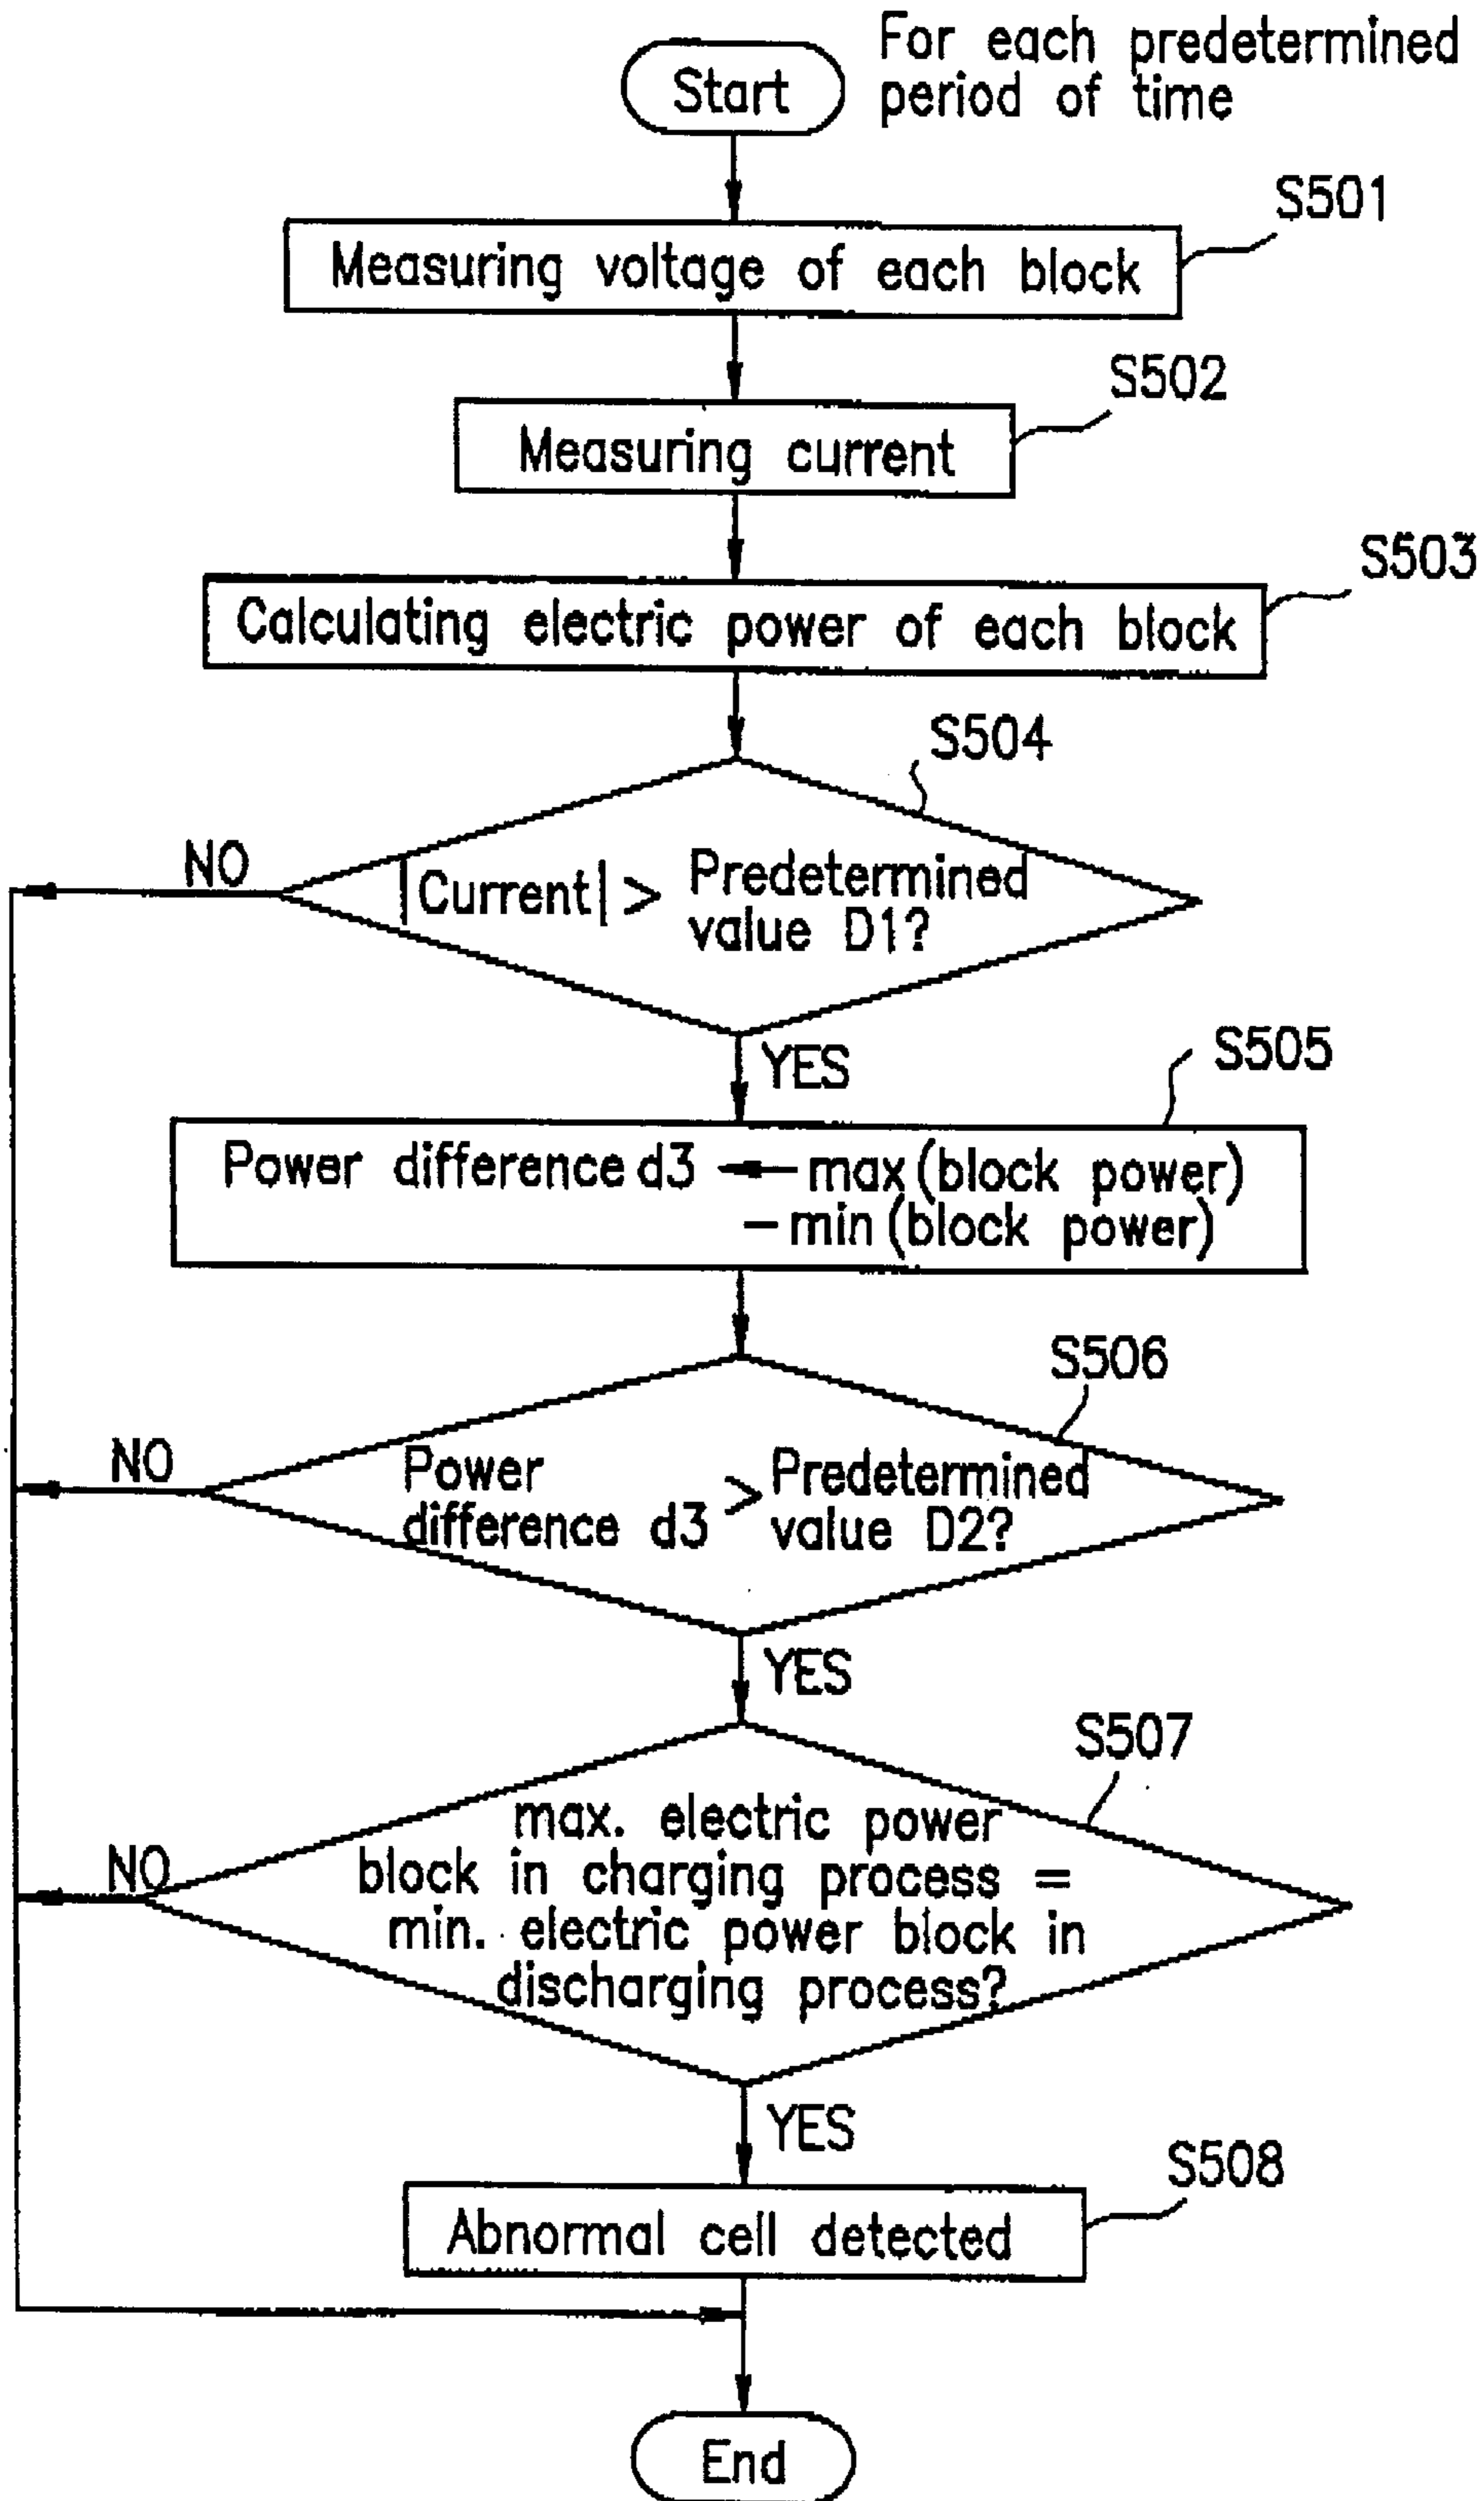 Start
For each predetermined
period of time
S501
Measuring voltage of each block
S502
Measuring current
S503
Calculating electric power of each block
S504
NO
|Current| > Predetermined
value D1?
YES
S505
Power difference d3 ← max (block power)
− min (block power)
S506
NO
Power
difference d3 > Predetermined
value D2?
YES
S507
NO
max. electric power
block in charging process =
min. electric power block in
discharging process?
YES
S508
Abnormal cell detected
End